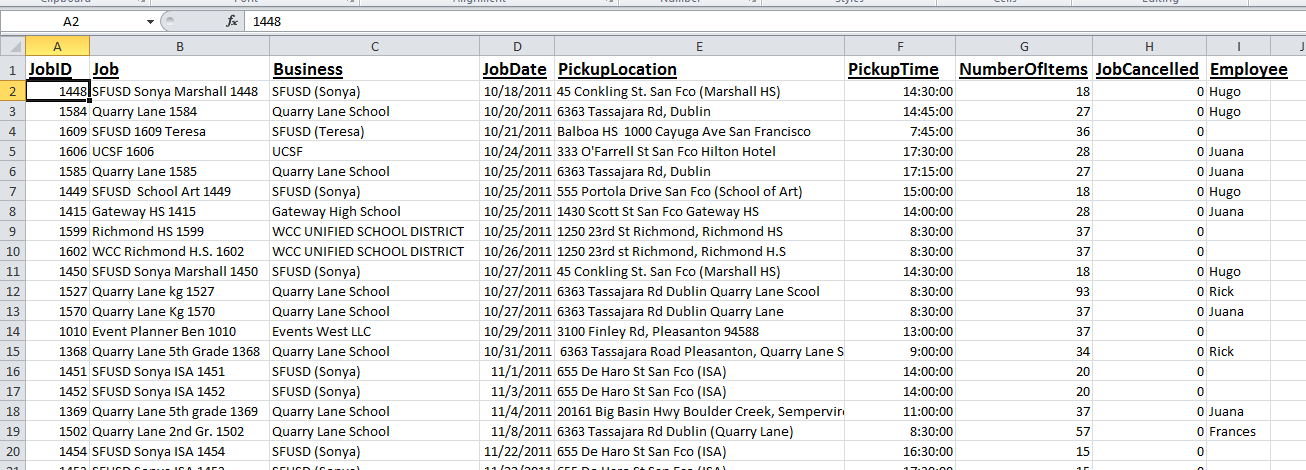 Clipboard Font Alignment Number Styles Cells Editing
A2 fx 1448
A B C D E F G H I J
1 JobID Job Business JobDate PickupLocation PickupTime NumberOfItems JobCancelled Employee
2 1448 SFUSD Sonya Marshall 1448 SFUSD (Sonya) 10/18/2011 45 Conkling St. San Fco (Marshall HS) 14:30:00 18 0 Hugo
3 1584 Quarry Lane 1584 Quarry Lane School 10/20/2011 6363 Tassajara Rd, Dublin 14:45:00 27 0 Hugo
4 1609 SFUSD 1609 Teresa SFUSD (Teresa) 10/21/2011 Balboa HS 1000 Cayuga Ave San Francisco 7:45:00 36 0
5 1606 UCSF 1606 UCSF 10/24/2011 333 O'Farrell St San Fco Hilton Hotel 17:30:00 28 0 Juana
6 1585 Quarry Lane 1585 Quarry Lane School 10/25/2011 6363 Tassajara Rd, Dublin 17:15:00 27 0 Juana
7 1449 SFUSD School Art 1449 SFUSD (Sonya) 10/25/2011 555 Portola Drive San Fco (School of Art) 15:00:00 18 0 Hugo
8 1415 Gateway HS 1415 Gateway High School 10/25/2011 1430 Scott St San Fco Gateway HS 14:00:00 28 0 Juana
9 1599 Richmond HS 1599 WCC UNIFIED SCHOOL DISTRICT 10/25/2011 1250 23rd St Richmond, Richmond HS 8:30:00 37 0
10 1602 WCC Richmond H.S. 1602 WCC UNIFIED SCHOOL DISTRICT 10/26/2011 1250 23rd st Richmond, Richmond H.S 8:30:00 37 0
11 1450 SFUSD Sonya Marshall 1450 SFUSD (Sonya) 10/27/2011 45 Conkling St. San Fco (Marshall HS) 14:30:00 18 0 Hugo
12 1527 Quarry Lane kg 1527 Quarry Lane School 10/27/2011 6363 Tassajara Rd Dublin Quarry Lane Scool 8:30:00 93 0 Rick
13 1570 Quarry Lane Kg 1570 Quarry Lane School 10/27/2011 6363 Tassajara Rd Dublin Quarry Lane 8:30:00 37 0 Juana
14 1010 Event Planner Ben 1010 Events West LLC 10/29/2011 3100 Finley Rd, Pleasanton 94588 13:00:00 37 0
15 1368 Quarry Lane 5th Grade 1368 Quarry Lane School 10/31/2011 6363 Tassajara Road Pleasanton, Quarry Lane S 9:00:00 34 0 Rick
16 1451 SFUSD Sonya ISA 1451 SFUSD (Sonya) 11/1/2011 655 De Haro St San Fco (ISA) 14:00:00 20 0
17 1452 SFUSD Sonya ISA 1452 SFUSD (Sonya) 11/3/2011 655 De Haro St San Fco (ISA) 14:00:00 20 0
18 1369 Quarry Lane 5th grade 1369 Quarry Lane School 11/4/2011 20161 Big Basin Hwy Boulder Creek, Sempervire 11:00:00 37 0 Juana
19 1502 Quarry Lane 2nd Gr. 1502 Quarry Lane School 11/8/2011 6363 Tassajara Rd Dublin (Quarry Lane) 8:30:00 57 0 Frances
20 1454 SFUSD Sonya ISA 1454 SFUSD (Sonya) 11/22/2011 655 De Haro St San Fco (ISA) 16:30:00 15 0